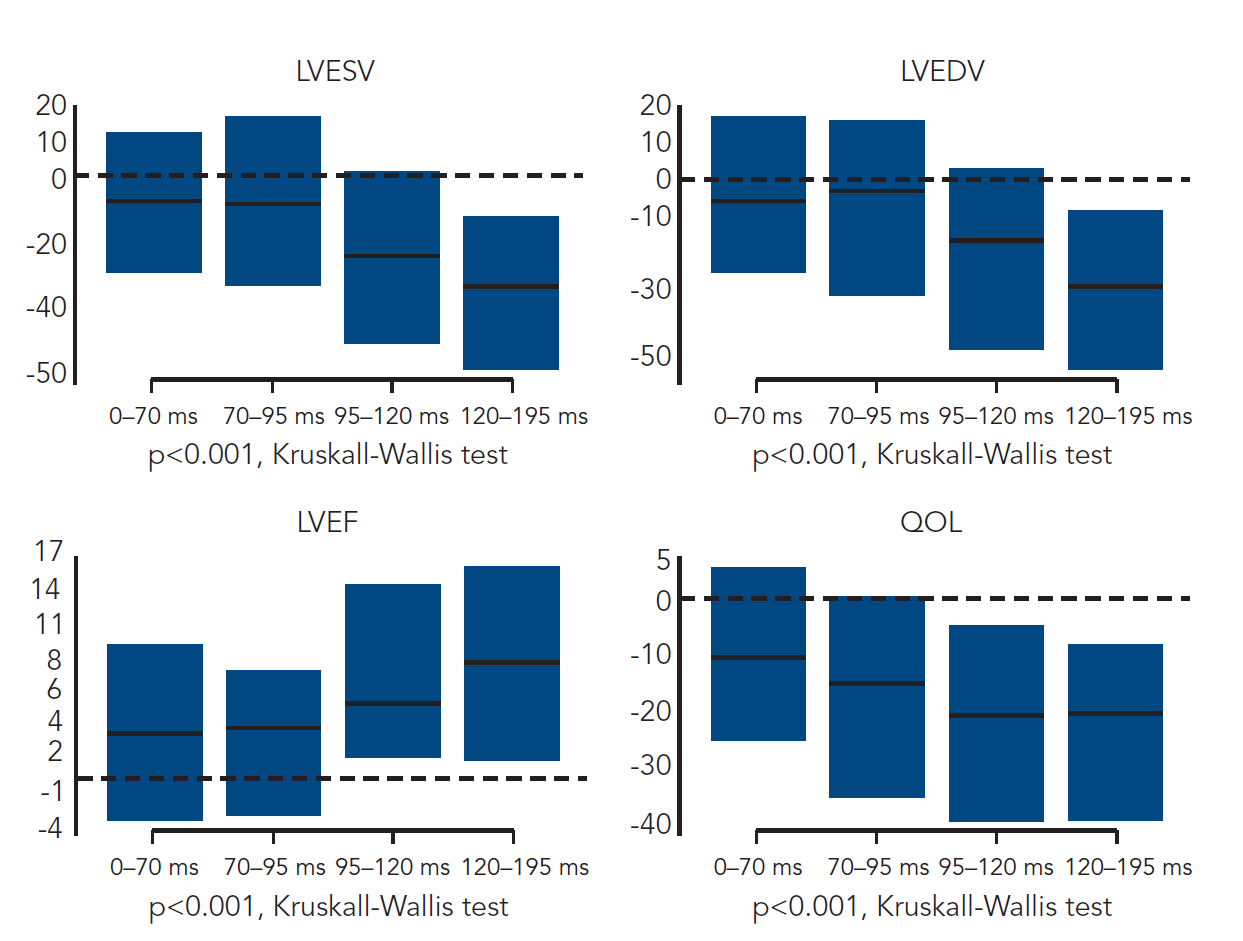 LVESV
20
10
0
-20
-40
-50
0–70 ms 70–95 ms 95–120 ms 120–195 ms
p<0.001, Kruskall-Wallis test
LVEDV
20
10
0
-10
-30
-50
0–70 ms 70–95 ms 95–120 ms 120–195 ms
p<0.001, Kruskall-Wallis test
LVEF
17
14
11
8
6
4
2
-1
-4
0–70 ms 70–95 ms 95–120 ms 120–195 ms
p<0.001, Kruskall-Wallis test
QOL
5
0
-10
-20
-30
-40
0–70 ms 70–95 ms 95–120 ms 120–195 ms
p<0.001, Kruskall-Wallis test